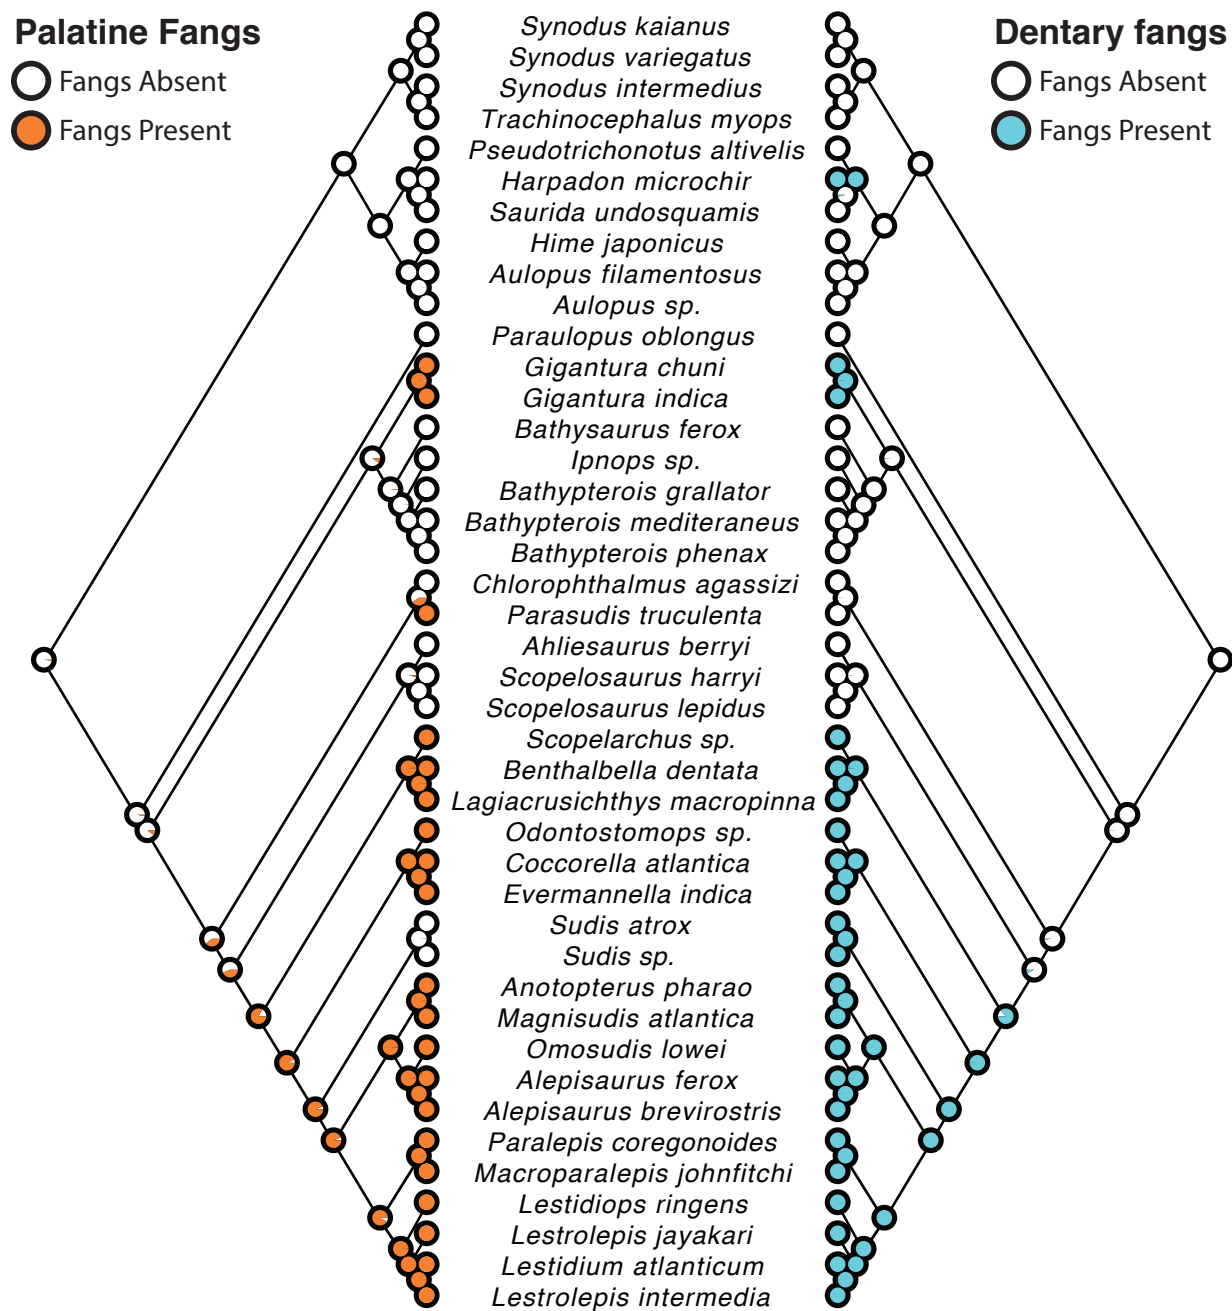 Palatine Fangs
Fangs Absent
Fangs Present
Synodus kaianus
Synodus variegatus
Synodus intermedius
Trachinocephalus myops
Pseudotrichonotus altivelis
Harpadon microchir
Saurida undosquamis
Hime japonicus
Aulopus filamentosus
Aulopus sp.
Paraulopus oblongus
Gigantura chuni
Gigantura indica
Bathysaurus ferox
Ipnops sp.
Bathypterois grallator
Bathypterois mediteraneus
Bathypterois phenax
Chlorophthalmus agassizi
Parasudis truculenta
Ahliesaurus berryi
Scopelosaurus harryi
Scopelosaurus lepidus
Scopelarchus sp.
Benthalbella dentata
Lagiacrusichthys macropinna
Odontostomops sp.
Coccorella atlantica
Evermannella indica
Sudis atrox
Sudis sp.
Anotopterus pharao
Magnisudis atlantica
Omosudis lowei
Alepisaurus ferox
Alepisaurus brevirostris
Paralepis coregonoides
Macroparalepis johnfitchi
Lestidiops ringens
Lestrolepis jayakari
Lestidium atlanticum
Lestrolepis intermedia
Dentary fangs
Fangs Absent
Fangs Present